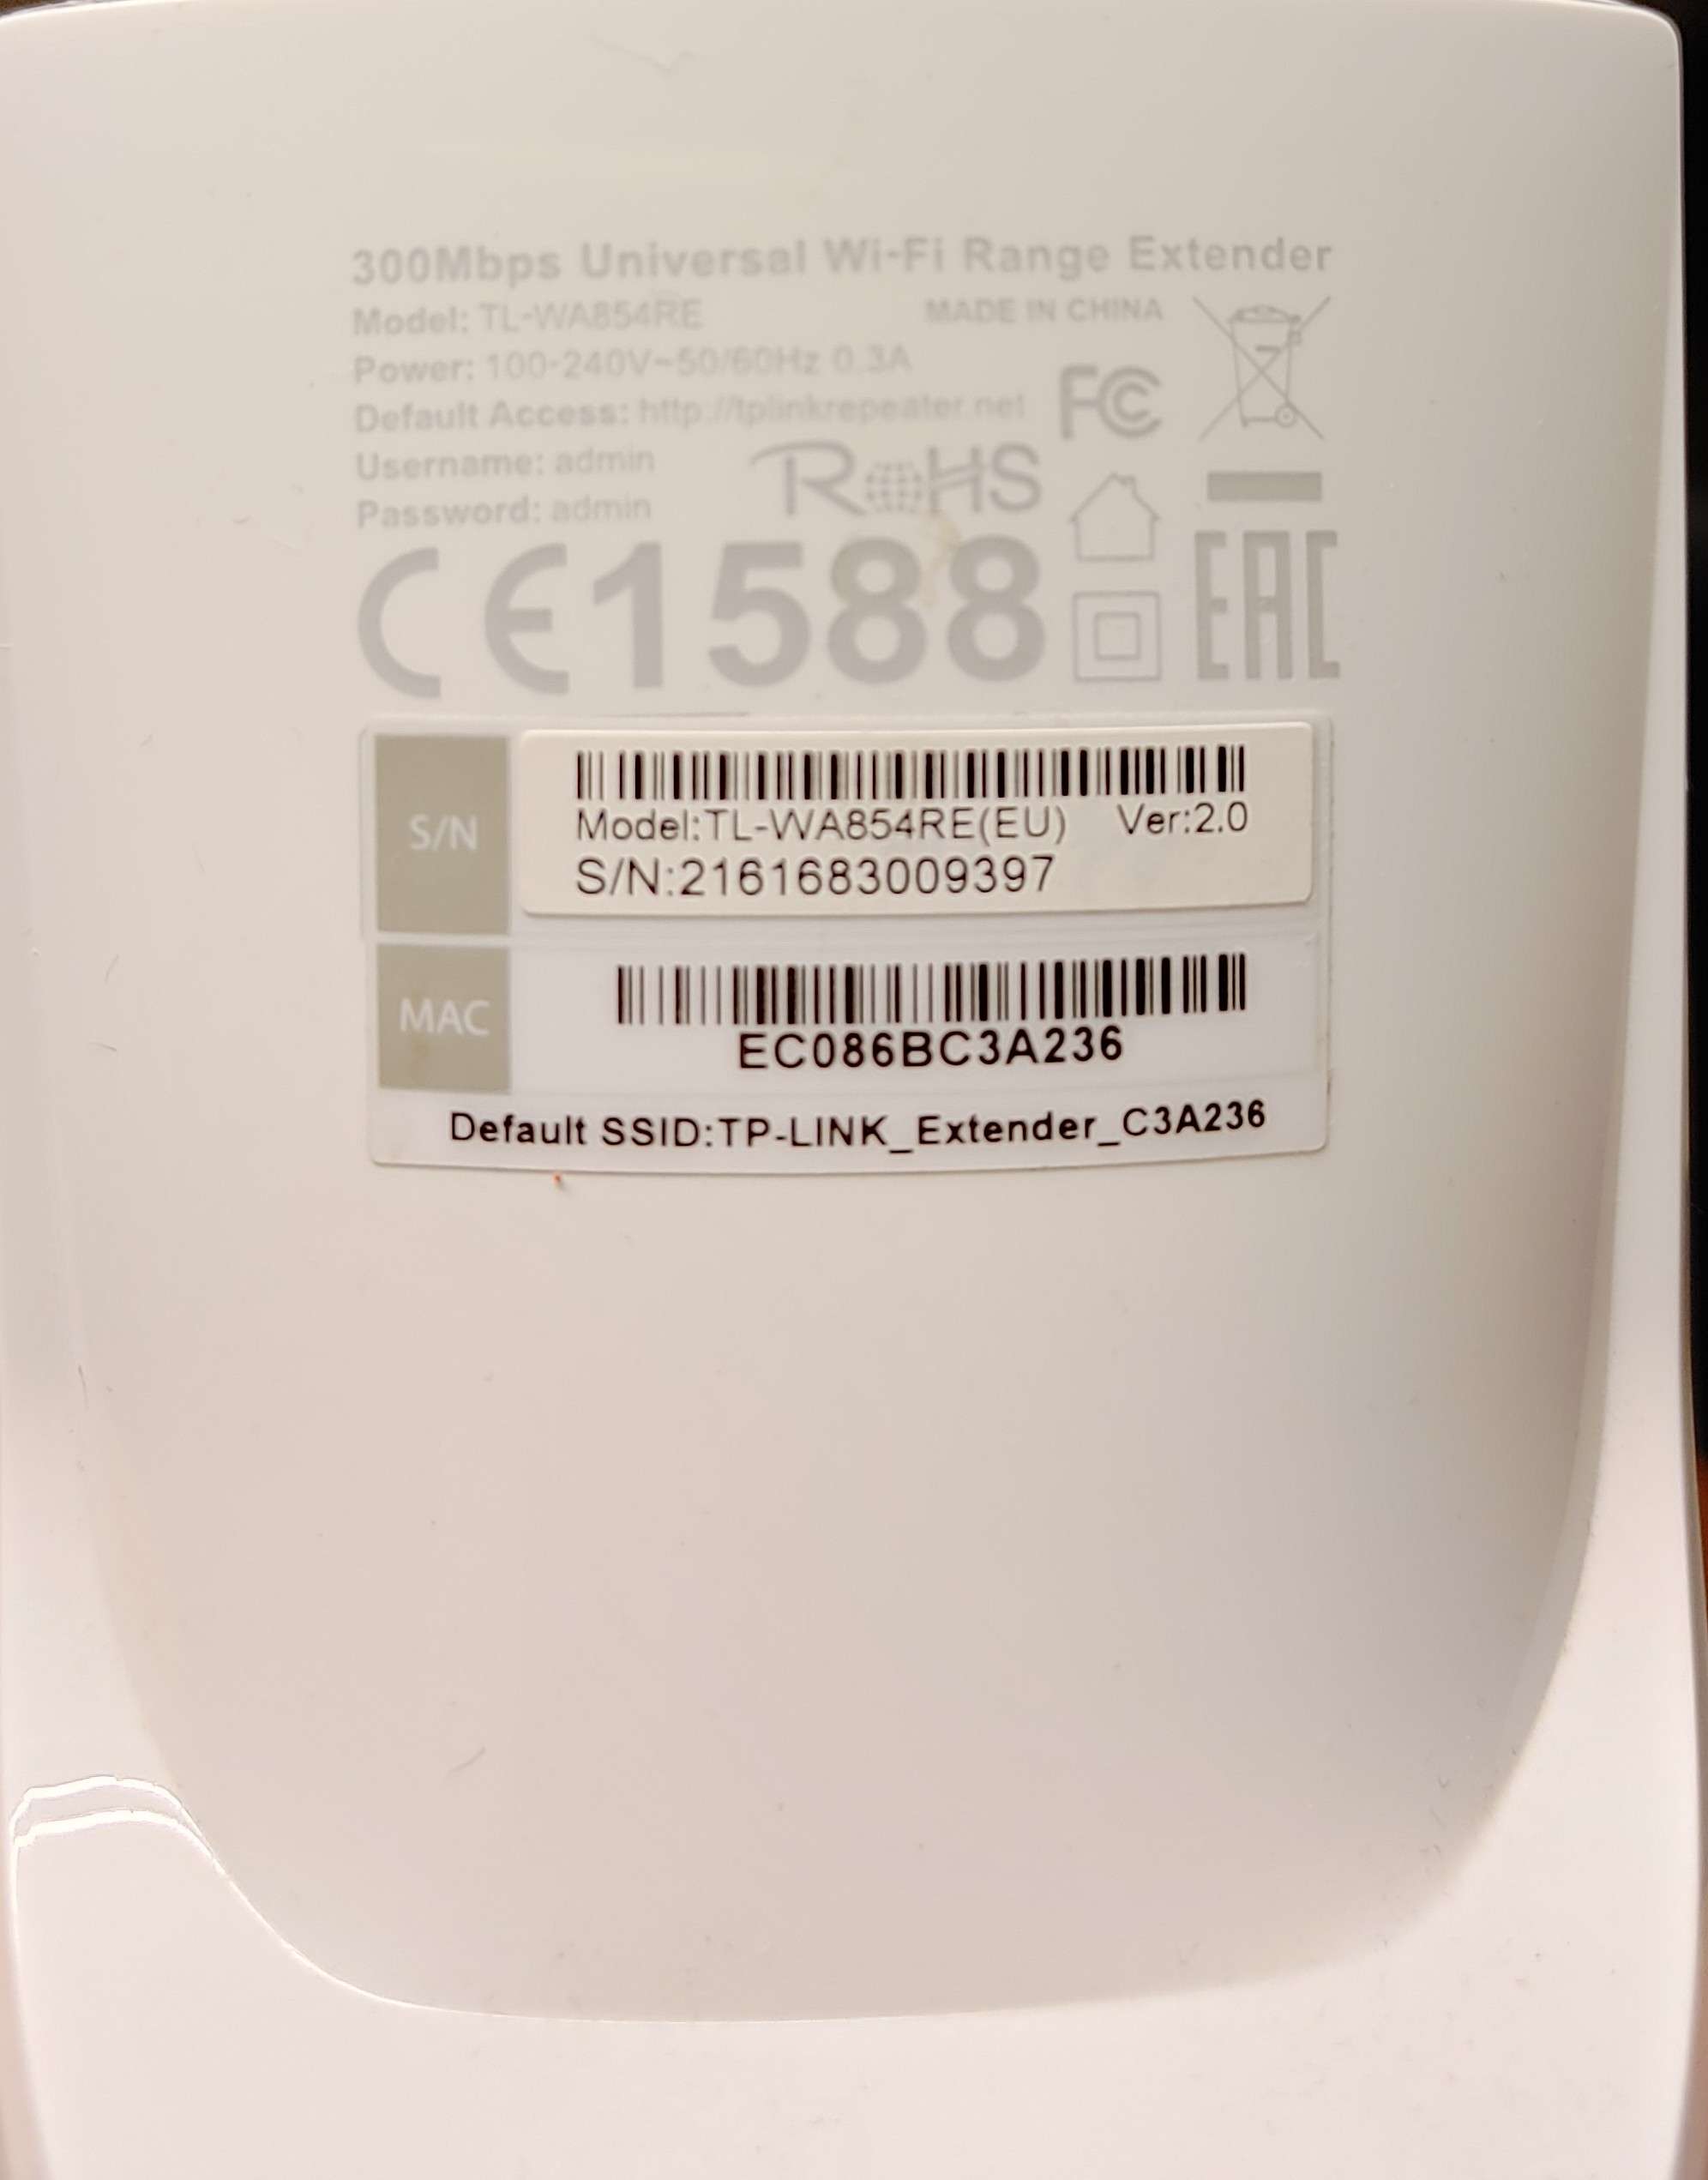 300Mbps Universal Wi-Fi Range Extender
Model: TL-WA854RE MADE IN CHINA
Power: 100-240V~50/60Hz 0.3A
Default Access: http://tplinkrepeater.net FC
Username: admin RoHS
Password: admin
CE1588 EAC
S/N
Model:TL-WA854RE(EU) Ver:2.0
S/N:2161683009397
MAC
EC086BC3A236
Default SSID:TP-LINK_Extender_C3A236